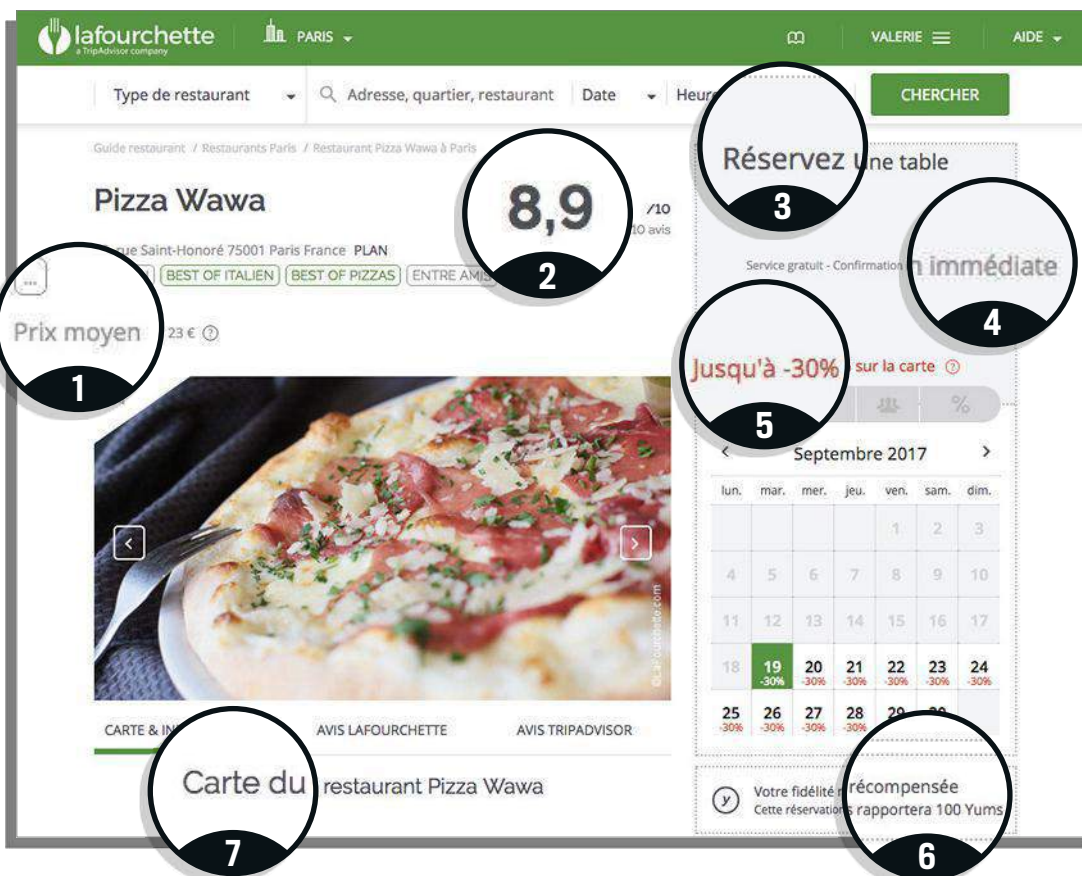 lafourchette
a TripAdvisor company
PARIS
VALERIE
AIDE
Type de restaurant
Adresse, quartier, restaurant
Date
Heure
CHERCHER
Guide restaurant / Restaurants Paris / Restaurant Pizza Wawa à Paris
Pizza Wawa
8,9 /10
10 avis
2
rue Saint-Honoré 75001 Paris France PLAN
BEST OF ITALIEN
BEST OF PIZZAS
ENTRE AMIS
...
Prix moyen 23 € ?
1
Réservez une table
3
Service gratuit - Confirmation immédiate
4
Jusqu'à -30% sur la carte ?
5
%
< Septembre 2017 >
lun. mar. mer. jeu. ven. sam. dim.
1 2 3
4 5 6 7 8 9 10
11 12 13 14 15 16 17
18 19 20 21 22 23 24
-30% -30% -30% -30% -30% -30%
25 26 27 28 29
-30% -30% -30% -30%
©LaFourchette.com
CARTE &
AVIS LAFOURCHETTE
AVIS TRIPADVISOR
Carte du restaurant Pizza Wawa
7
y
Votre fidélité récompensée
Cette réservation rapportera 100 Yums
6